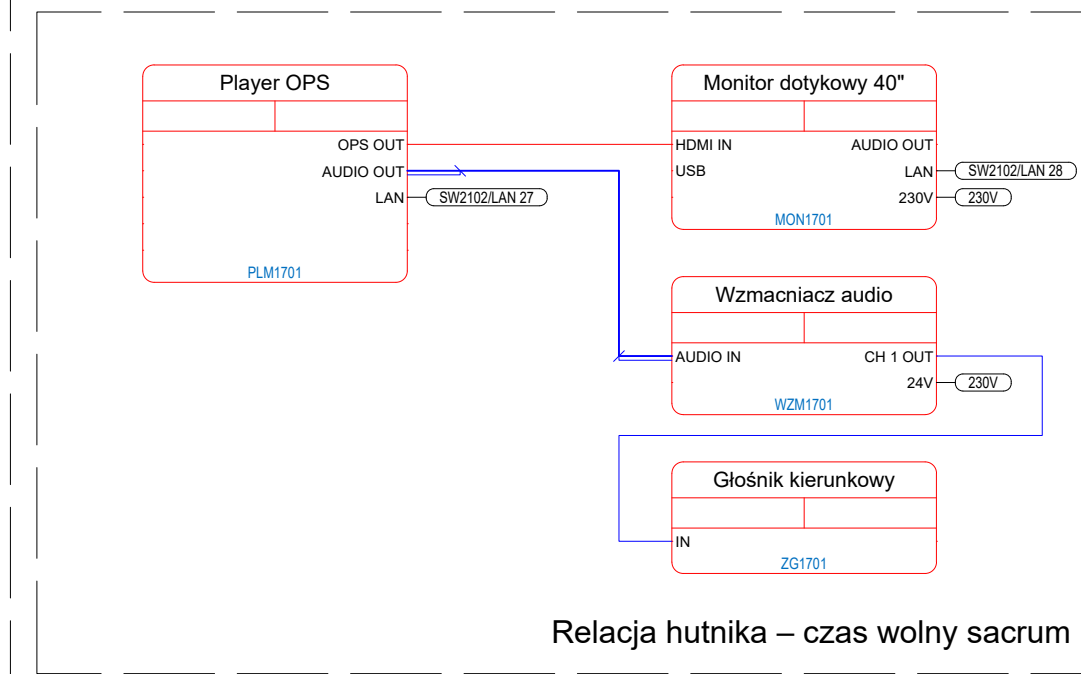 Player OPS
OPS OUT
AUDIO OUT
LAN
SW2102/LAN 27
PLM1701
Monitor dotykowy 40"
HDMI IN
AUDIO OUT
USB
LAN
SW2102/LAN 28
230V
230V
MON1701
Wzmacniacz audio
AUDIO IN
CH 1 OUT
24V
230V
WZM1701
Głośnik kierunkowy
IN
ZG1701
Relacja hutnika – czas wolny sacrum